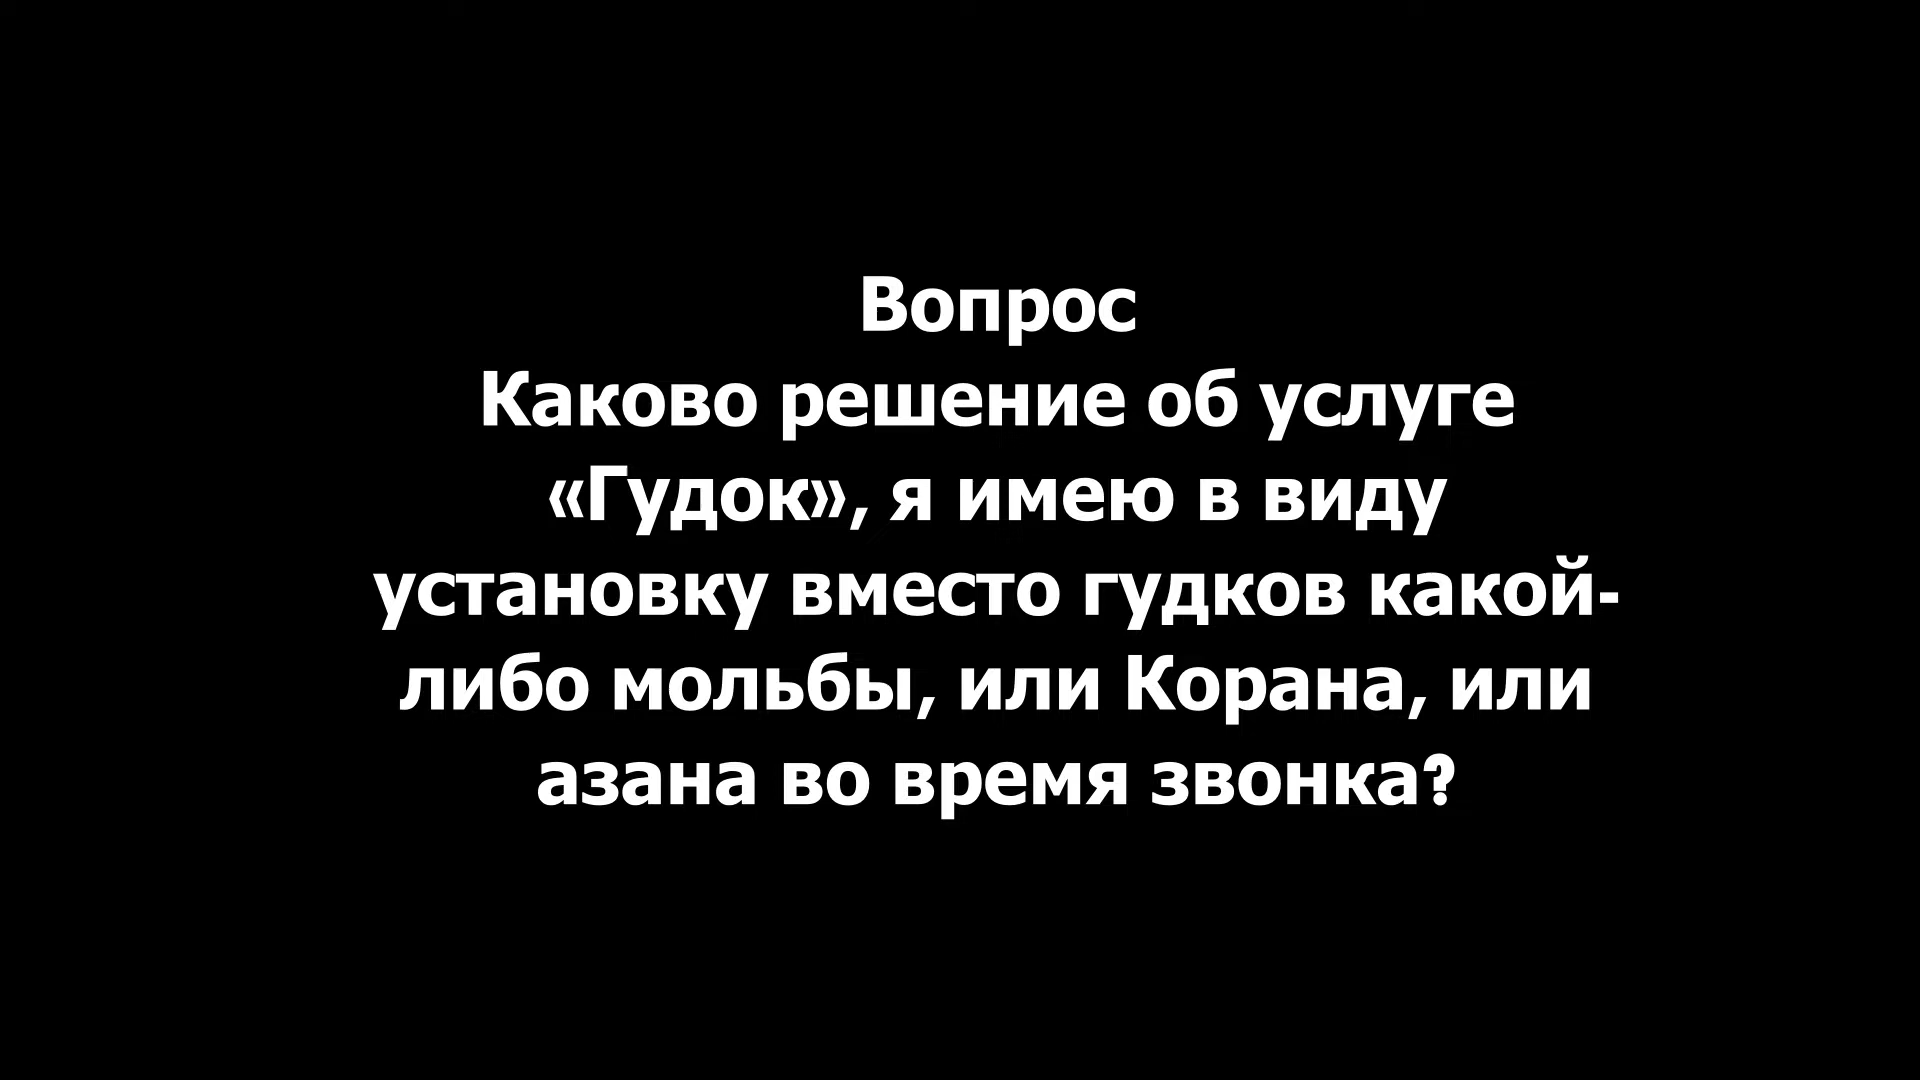 Вопрос
Каково решение об услуге
«Гудок», я имею в виду
установку вместо гудков какой-
либо мольбы, или Корана, или
азана во время звонка?